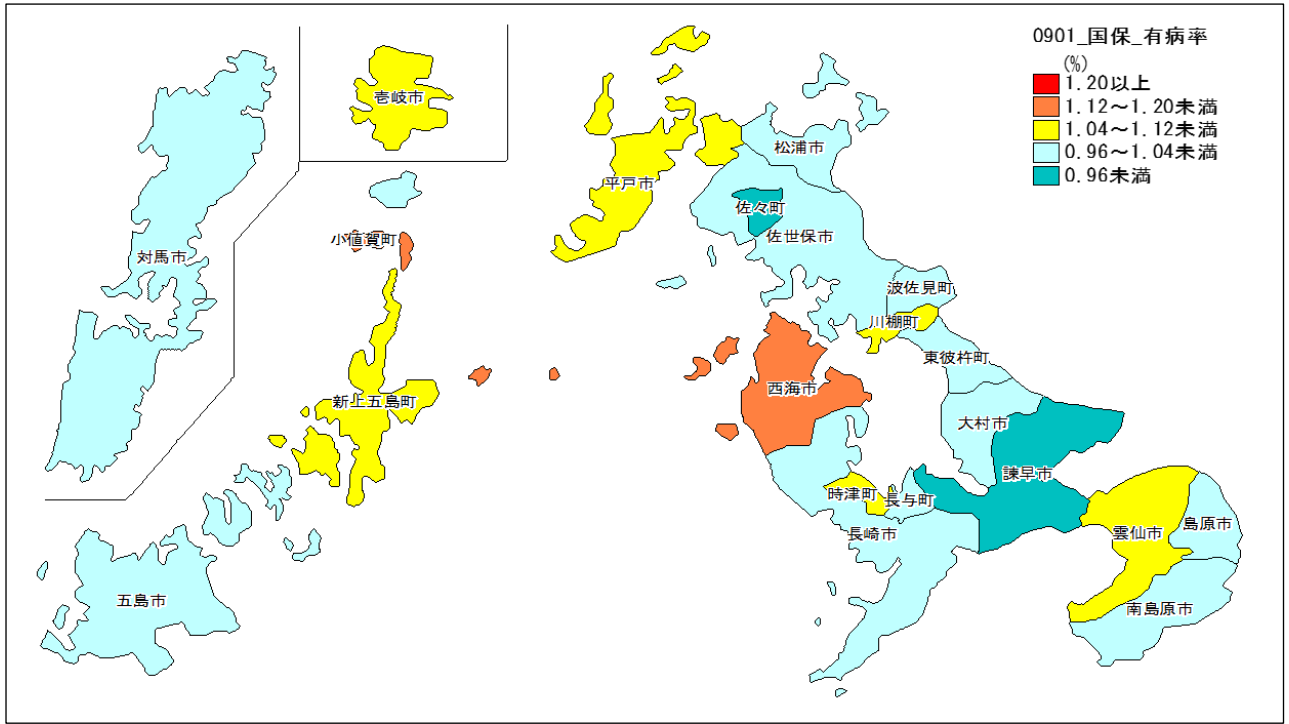 0901_国保_有病率
(%)
1.20以上
1.12～1.20未満
1.04～1.12未満
0.96～1.04未満
0.96未満
壱岐市
松浦市
平戸市
佐々町
佐世保市
小値賀町
対馬市
波佐見町
川棚町
東彼杵町
西海市
新上五島町
大村市
諫早市
時津町
長与町
長崎市
雲仙市
島原市
五島市
南島原市